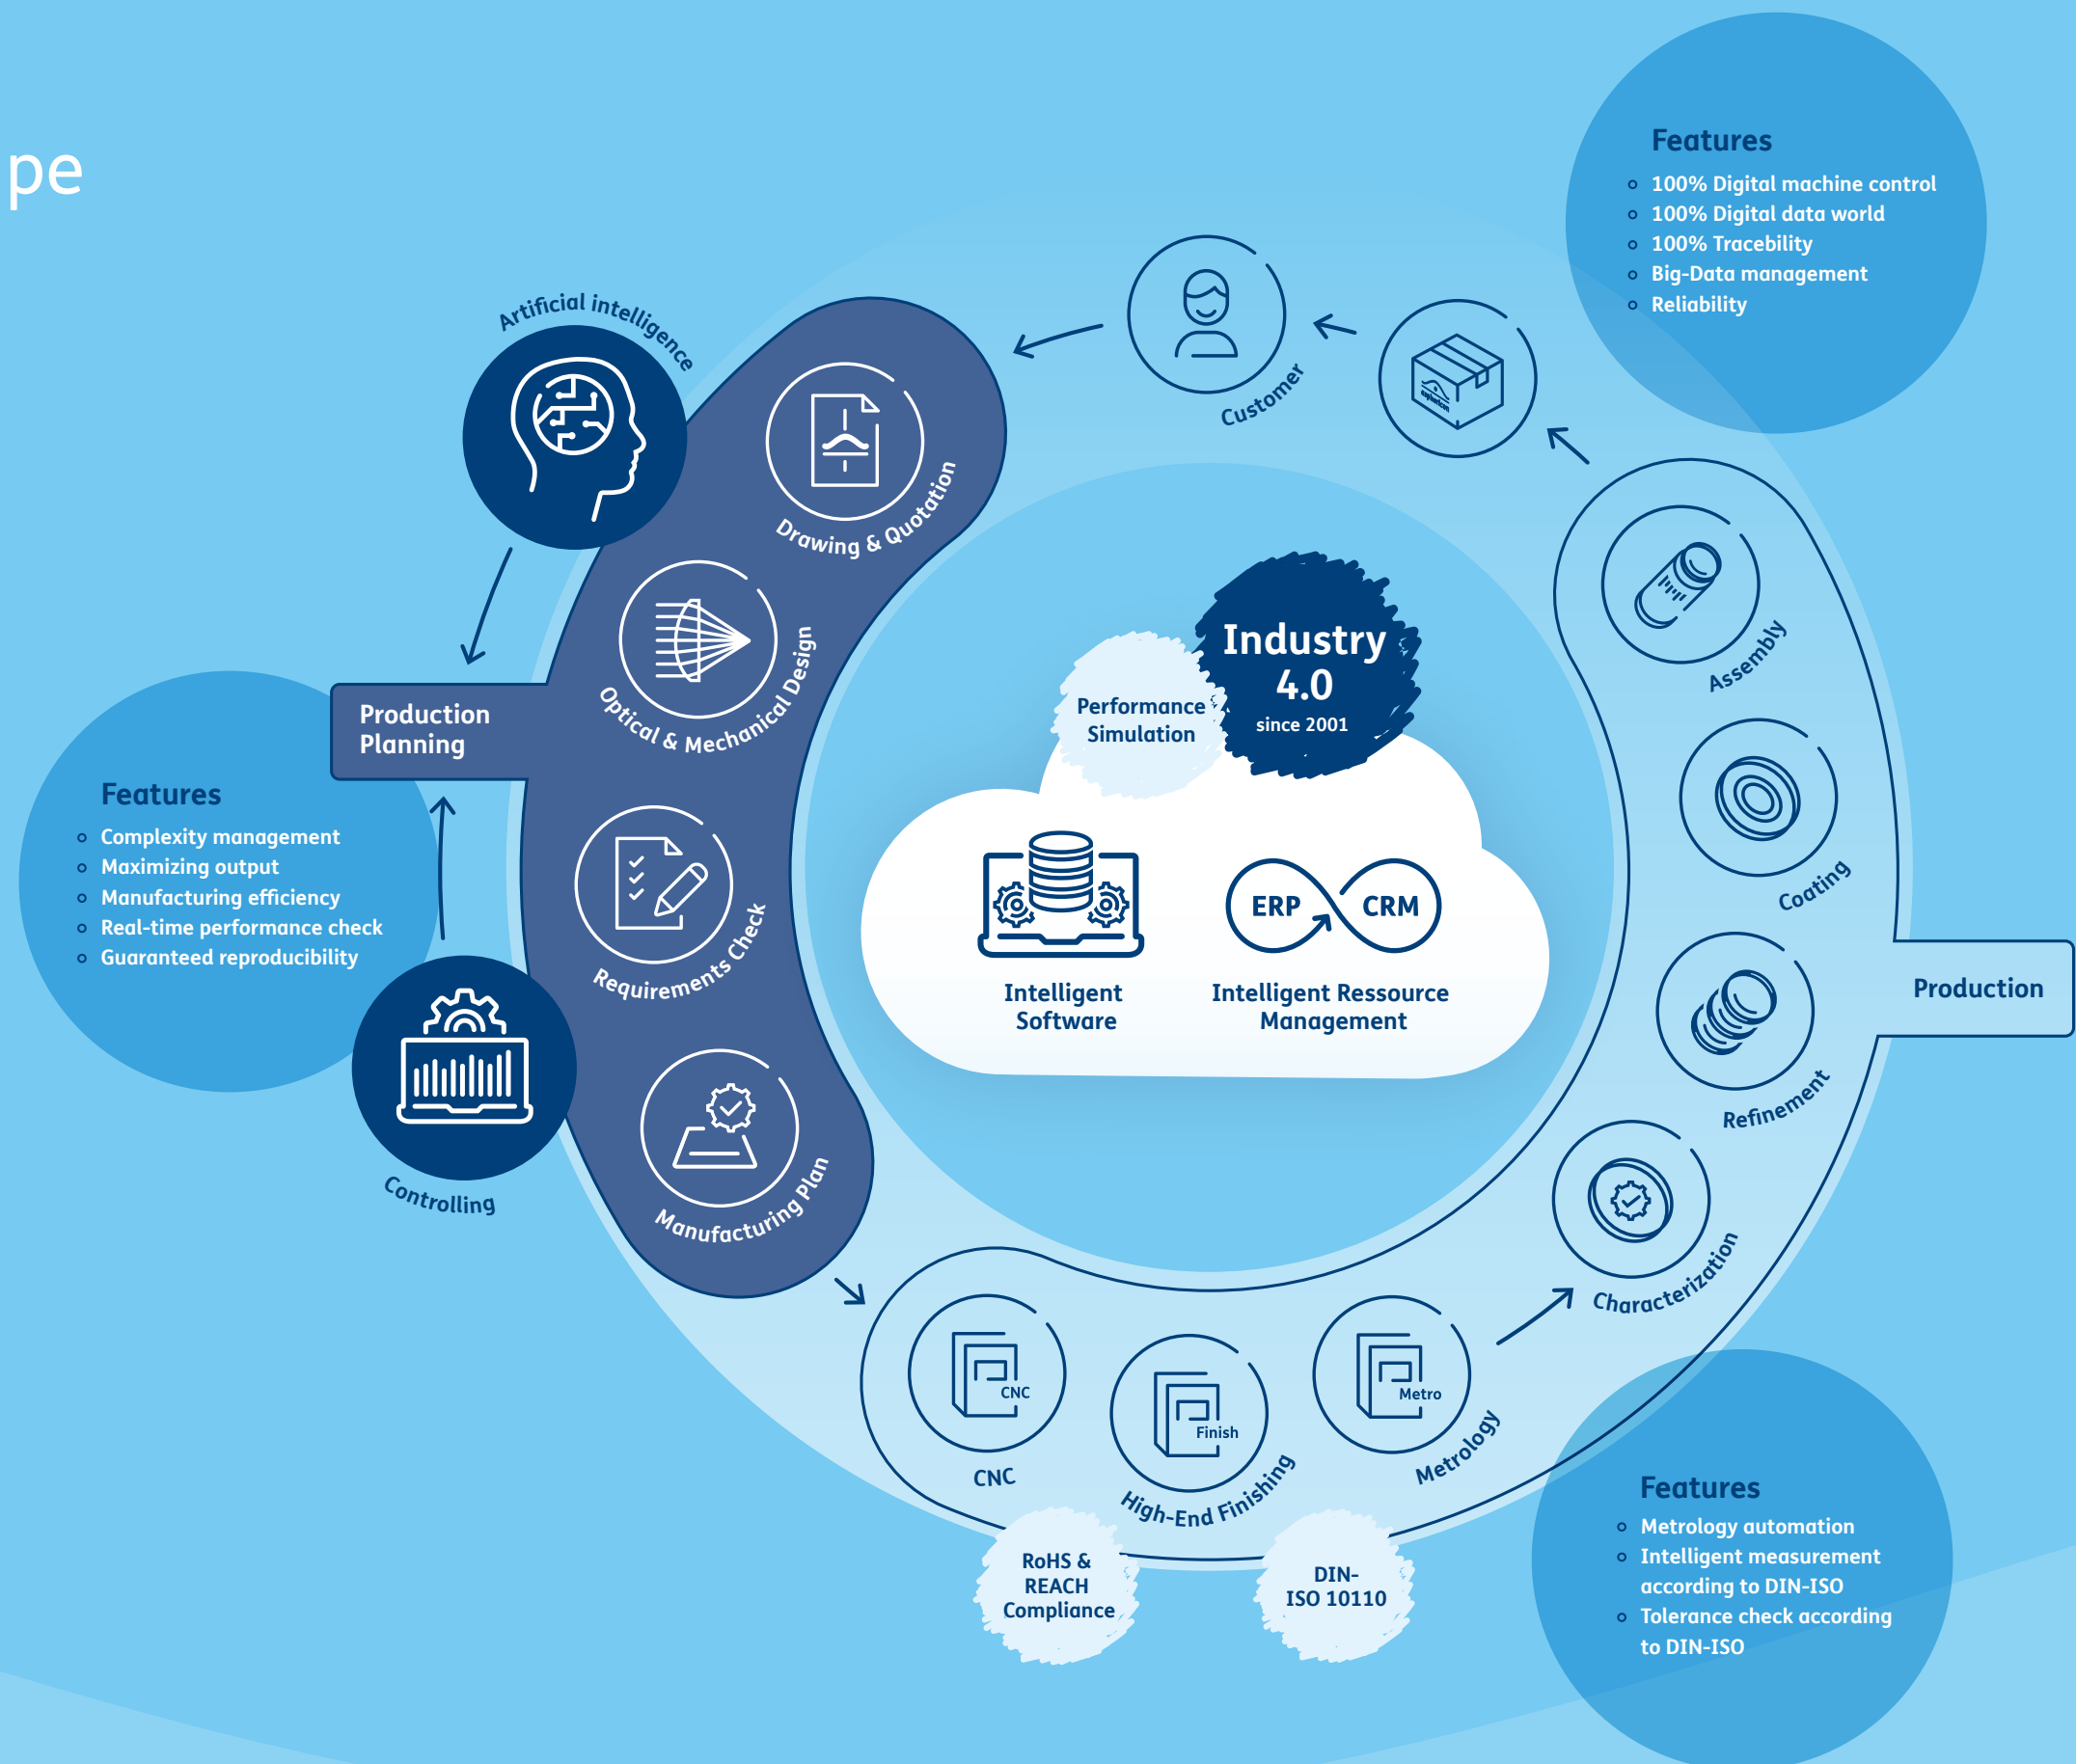 pe
Features
100% Digital machine control
100% Digital data world
100% Tracebility
Big-Data management
Reliability
Artificial intelligence
Customer
asphericon
Drawing & Quotation
Optical & Mechanical Design
Production
Planning
Features
Complexity management
Maximizing output
Manufacturing efficiency
Real-time performance check
Guaranteed reproducibility
Requirements Check
Controlling
Manufacturing Plan
Industry
4.0
since 2001
Performance
Simulation
ERP
CRM
Intelligent
Software
Intelligent Ressource
Management
Assembly
Coating
Refinement
Production
Characterization
CNC
CNC
Finish
High-End Finishing
Metro
Metrology
RoHS &
REACH
Compliance
DIN-
ISO 10110
Features
Metrology automation
Intelligent measurement
according to DIN-ISO
Tolerance check according
to DIN-ISO